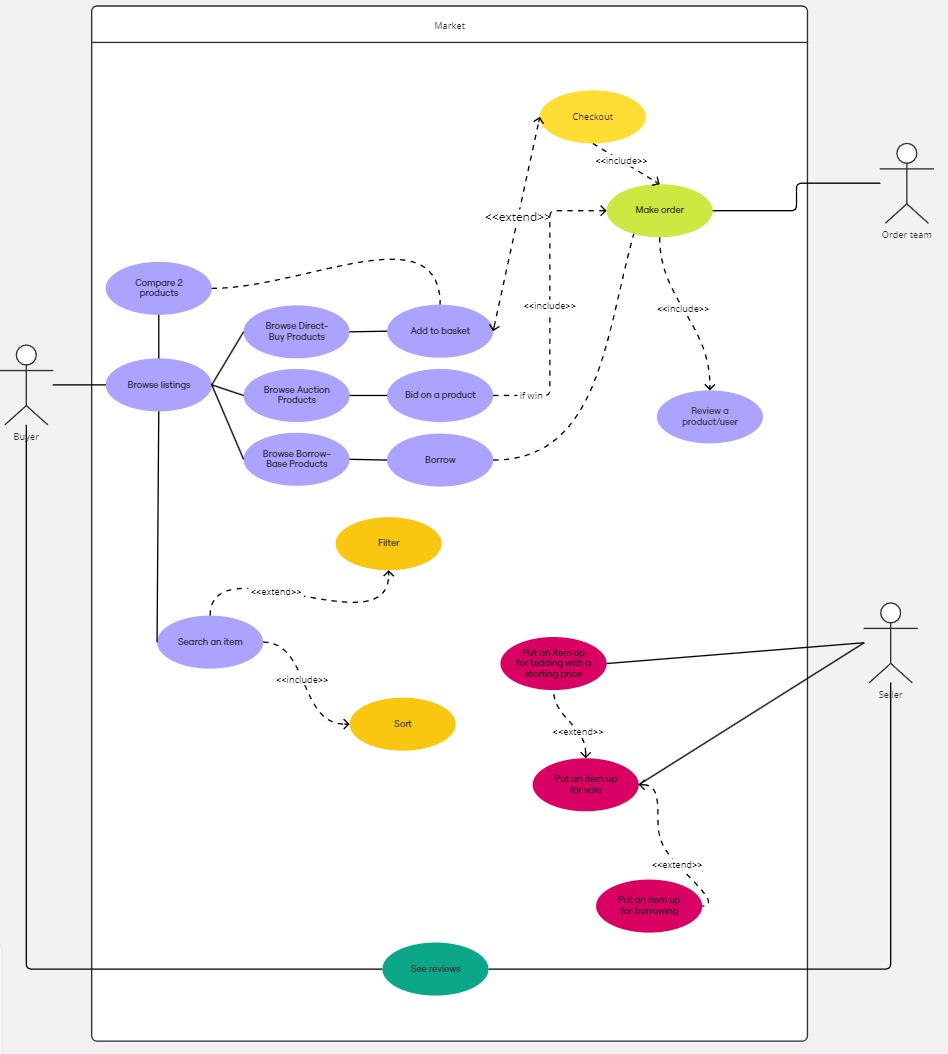 Market
Checkout
<<include>>
Make order
Order team
<<extend>>
Compare 2
products
<<include>>
<<include>>
Browse Direct-
Buy Products
Add to basket
Browse listings
Browse Auction
Products
Bid on a product
if win
Buyer
Review a
product/user
Browse Borrow-
Base Products
Borrow
Filter
<<extend>>
Search an item
<<include>>
Sort
Put an item up
for bidding with a
starting price
Seller
<<extend>>
Put an item up
for sale
<<extend>>
Put an item up
for burrowing
See reviews